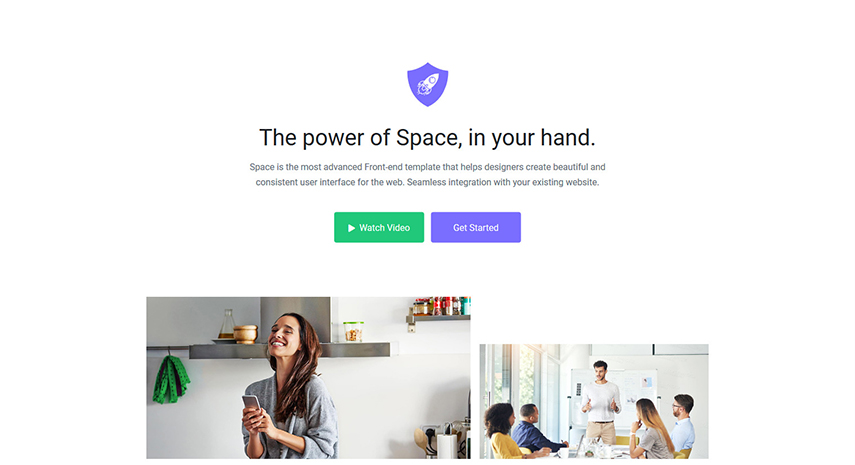 The power of Space, in your hand.
Space is the most advanced Front-end template that helps designers create beautiful and
consistent user interface for the web. Seamless integration with your existing website.
Watch Video
Get Started